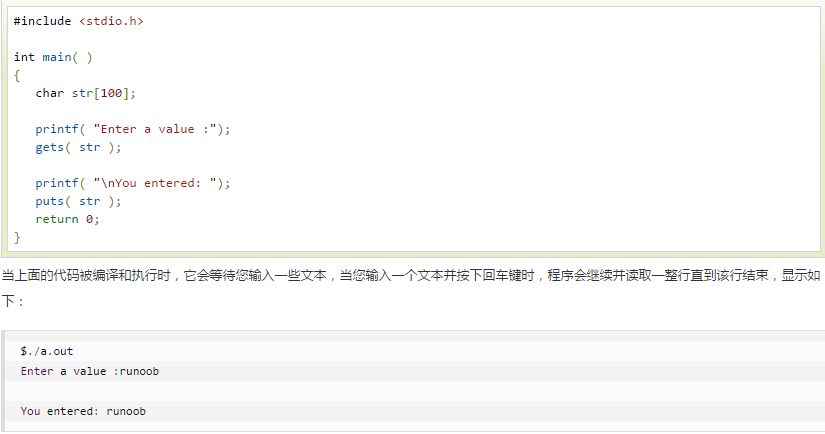 #include <stdio.h>
int main( )
{
char str[100];
printf( "Enter a value :");
gets( str );
printf( "\nYou entered: ");
puts( str );
return 0;
}
当上面的代码被编译和执行时，它会等待您输入一些文本，当您输入一个文本并按下回车键时，程序会继续并读取一整行直到该行结束，显示如
下：
$./a.out
Enter a value :runoob
You entered: runoob